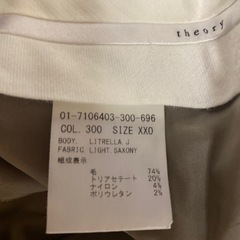 theory
01-7106403-300-696
COL. 300 SIZE XXO
BODY. LITRELLA.J
FABRIC LIGHT.SAXONY
組成表示
毛 74%
トリアセテート 20%
ナイロン 4%
ポリウレタン 2%